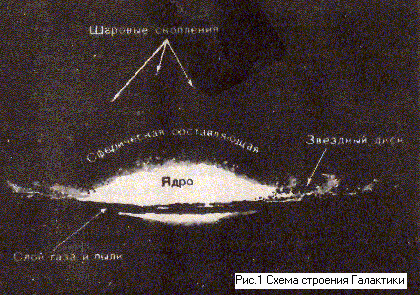 Шаровые скопления
Сферическая составляющая
Звездный диск
Ядро
Слой газа и пыли
Рис.1 Схема строения Галактики